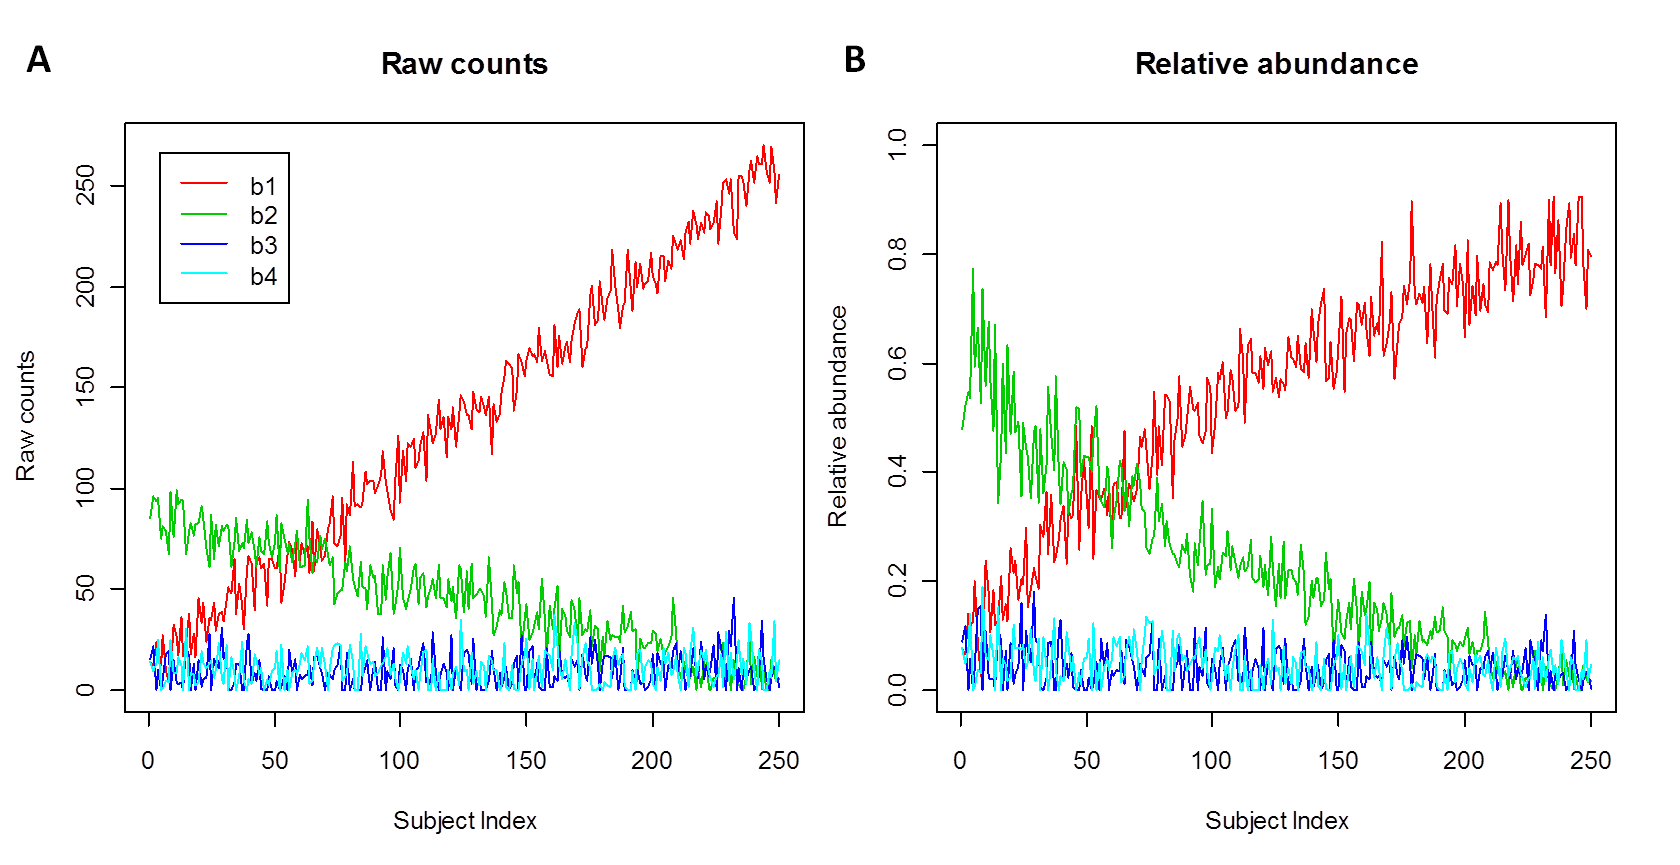 A
Raw counts
250
200
150
100
50
0
Raw counts
b1
b2
b3
b4
0 50 100 150 200 250
Subject Index
B
Relative abundance
1.0
0.8
0.6
0.4
0.2
0.0
Relative abundance
0 50 100 150 200 250
Subject Index